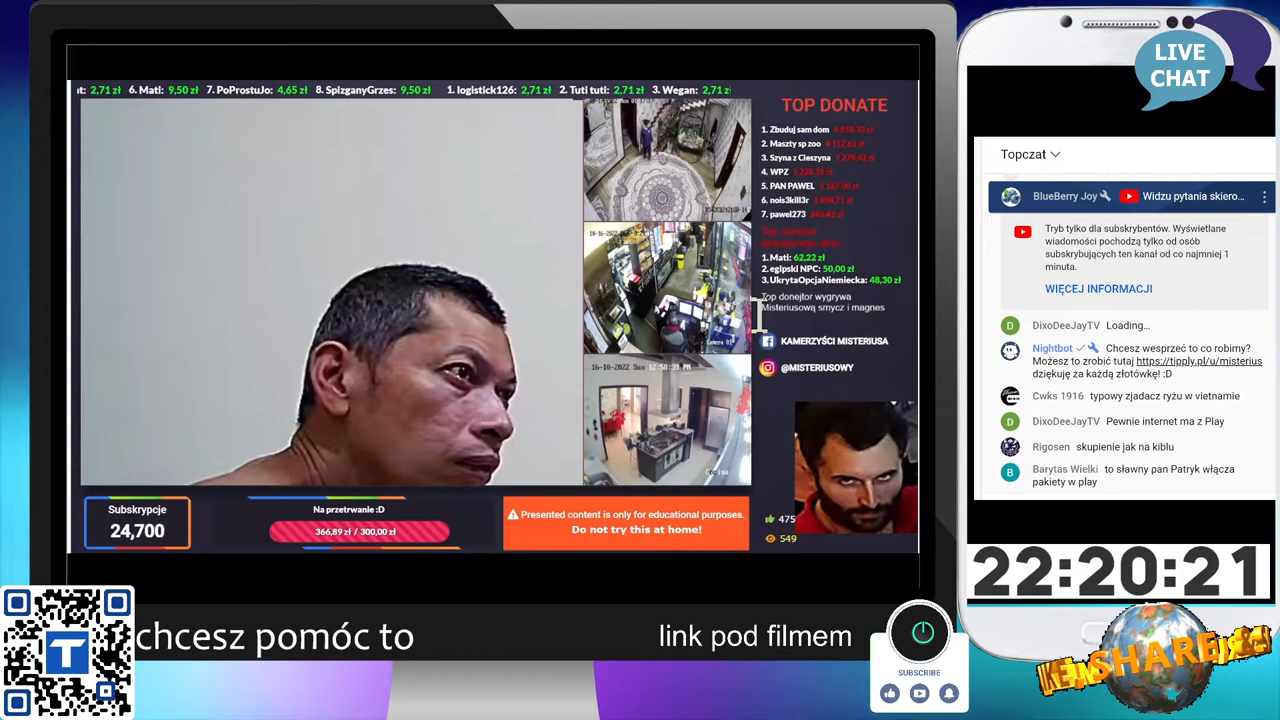 2,71 zł 6. Mati: 9,50 zł 7. PoProstuJo: 4,65 zł 8. SpizganyGrzes: 9,50 zł 1. logistick126: 2,71 zł 2. Tuti tuti: 2,71 zł 3. Wegan: 2,71 zł
TOP DONATE
1. Zbuduj sam dom
2. Maszty sp zoo
3. Szyna z Cieszyna
4. WPZ
5. PAN PAWEL
6. nois3kill3r
7. pawel273
Top donejtor
dzisiejszego dnia
1.Mati: 62,22 zł
2.egipski NPC: 50,00 zł
3.UkrytaOpcjaNiemiecka: 48,30 zł
Top donejtor wygrywa
Misteriusową smycz i magnes
KAMERZYŚCI MISTERIUSA
@MISTERIUSOWY
16-10-2022 Sun
Subskrypcje
24,700
Na przetrwanie :D
366,89 zł / 300,00 zł
Presented content is only for educational purposes.
Do not try this at home!
475
549
chcesz pomóc to
link pod filmem
SUBSCRIBE
LIVE
CHAT
Topczat
BlueBerry Joy Widzu pytania skiero...
Tryb tylko dla subskrybentów. Wyświetlane
wiadomości pochodzą tylko od osób
subskrybujących ten kanał od co najmniej 1
minuta.
WIĘCEJ INFORMACJI
D DixoDeeJayTV Loading...
Nightbot Chcesz wesprzeć to co robimy?
Możesz to zrobić tutaj https://tipply.pl/u/misterius
dziękuję za każdą złotówkę! :D
Cwks 1916 typowy zjadacz ryżu w vietnamie
D DixoDeeJayTV Pewnie internet ma z Play
Rigosen skupienie jak na kiblu
B Barytas Wielki to sławny pan Patryk włącza
pakiety w play
22:20:21
SHARE